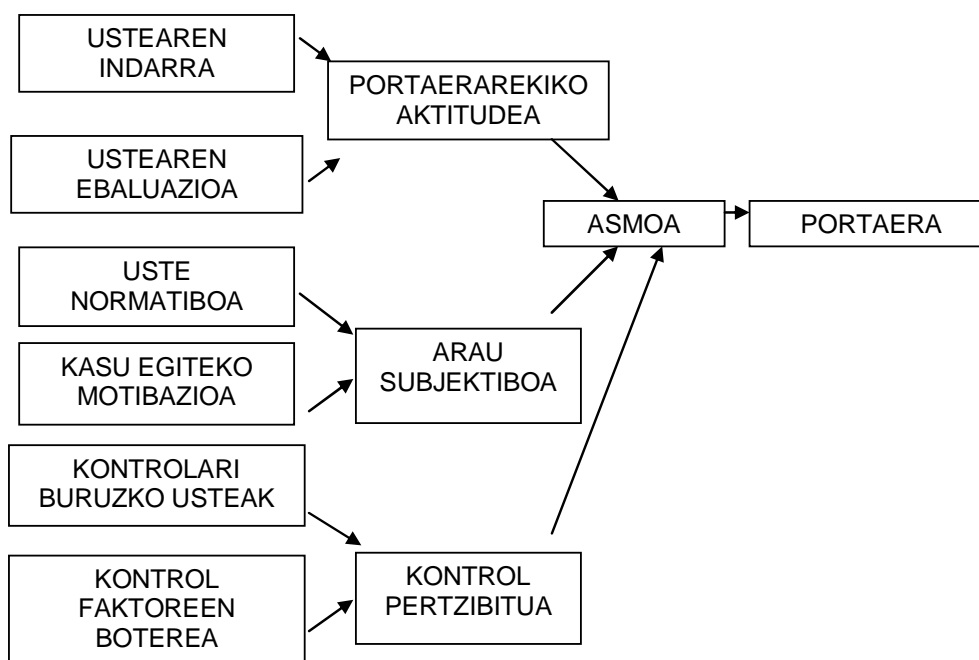 USTEAREN
INDARRA
PORTAERAREKIKO
AKTITUDEA
USTEAREN
EBALUAZIOA
ASMOA
PORTAERA
USTE
NORMATIBOA
ARAU
SUBJEKTIBOA
KASU EGITEKO
MOTIBAZIOA
KONTROLARI
BURUZKO USTEAK
KONTROL
FAKTOREEN
BOTEREA
KONTROL
PERTZIBITUA